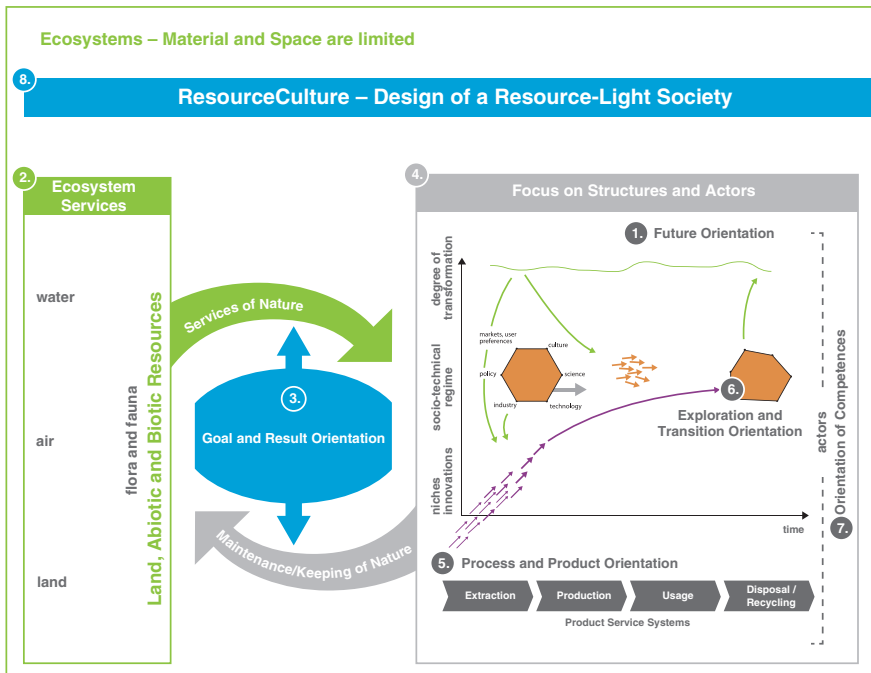 Ecosystems – Material and Space are limited
8.
ResourceCulture – Design of a Resource-Light Society
2.
Ecosystem
Services
water
air
land
flora and fauna
Land, Abiotic and Biotic Resources
Services of Nature
3.
Goal and Result Orientation
Maintenance/Keeping of Nature
4.
Focus on Structures and Actors
1.
Future Orientation
degree of
transformation
socio-technical
regime
niches
innovations
markets, user
preferences
culture
policy
science
industry
technology
6.
Exploration and
Transition Orientation
time
actors
7.
Orientation of Competences
5.
Process and Product Orientation
Extraction
Production
Usage
Disposal /
Recycling
Product Service Systems